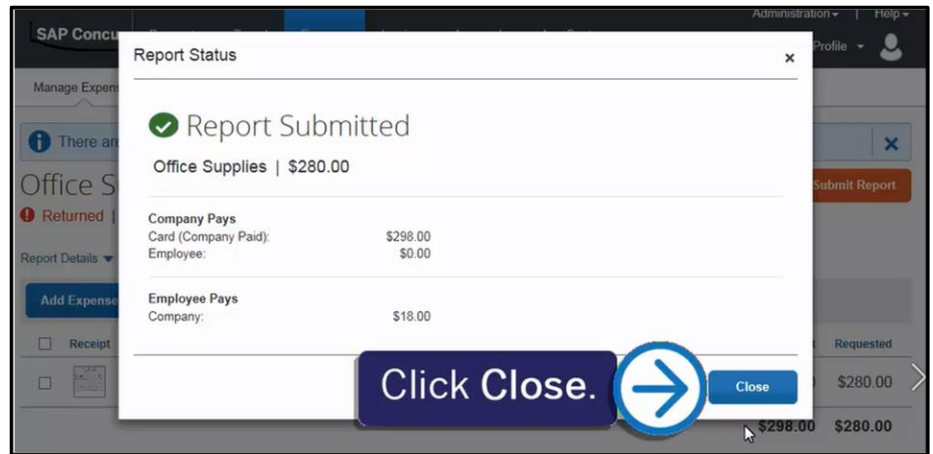 Administration | Help
SAP Concu
Profile
Report Status
×
Manage Expen
Report Submitted
There are
Office Supplies | $280.00
Office S
Submit Report
Returned |
Company Pays
Card (Company Paid): $298.00
Employee: $0.00
Report Details
Add Expense
Employee Pays
Company: $18.00
Receipt
Requested
Click Close.
Close
$280.00
$298.00 $280.00